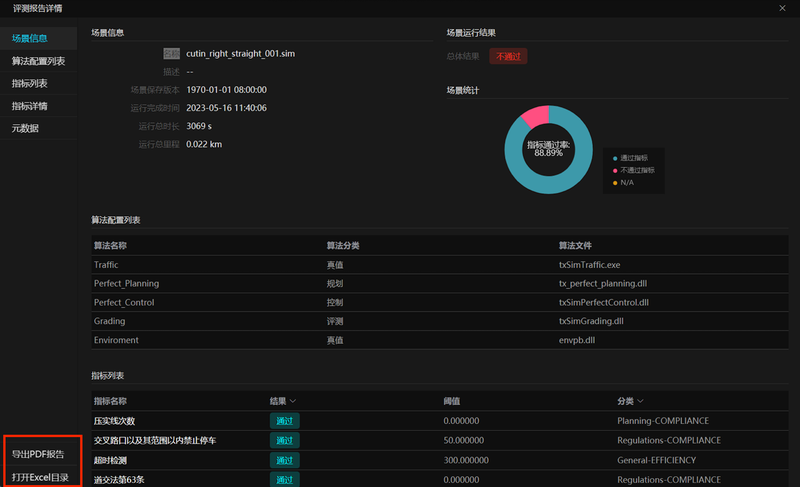 评测报告详情
场景信息
算法配置列表
指标列表
指标详情
元数据
导出PDF报告
打开Excel目录
场景信息
名称 cutin_right_straight_001.sim
描述 --
场景保存版本 1970-01-01 08:00:00
运行完成时间 2023-05-16 11:40:06
运行总时长 3069 s
运行总里程 0.022 km
场景运行结果
总体结果 不通过
场景统计
指标通过率:
88.89%
通过指标
不通过指标
N/A
算法配置列表
算法名称 算法分类 算法文件
Traffic 真值 txSimTraffic.exe
Perfect_Planning 规划 tx_perfect_planning.dll
Perfect_Control 控制 txSimPerfectControl.dll
Grading 评测 txSimGrading.dll
Enviroment 真值 envpb.dll
指标列表
指标名称 结果 阈值 分类
压实线次数 通过 0.000000 Planning-COMPLIANCE
交叉路口以及其范围以内禁止停车 通过 50.000000 Regulations-COMPLIANCE
超时检测 通过 300.000000 General-EFFICIENCY
道交法第63条 通过 0.000000 Regulations-COMPLIANCE